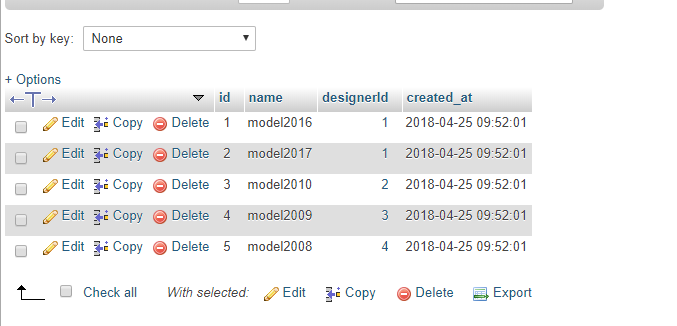 Sort by key: None
+ Options
id name designerId created_at
Edit Copy Delete 1 model2016 1 2018-04-25 09:52:01
Edit Copy Delete 2 model2017 1 2018-04-25 09:52:01
Edit Copy Delete 3 model2010 2 2018-04-25 09:52:01
Edit Copy Delete 4 model2009 3 2018-04-25 09:52:01
Edit Copy Delete 5 model2008 4 2018-04-25 09:52:01
Check all With selected: Edit Copy Delete Export